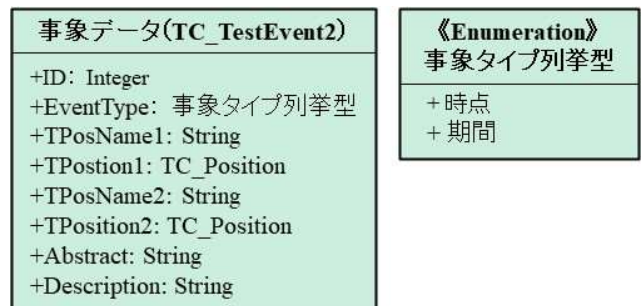 事象データ(TC_TestEvent2)
+ID: Integer
+EventType: 事象タイプ列挙型
+TPosName1: String
+TPostion1: TC_Position
+TPosName2: String
+TPosition2: TC_Position
+Abstract: String
+Description: String
《Enumeration》
事象タイプ列挙型
+時点
+期間